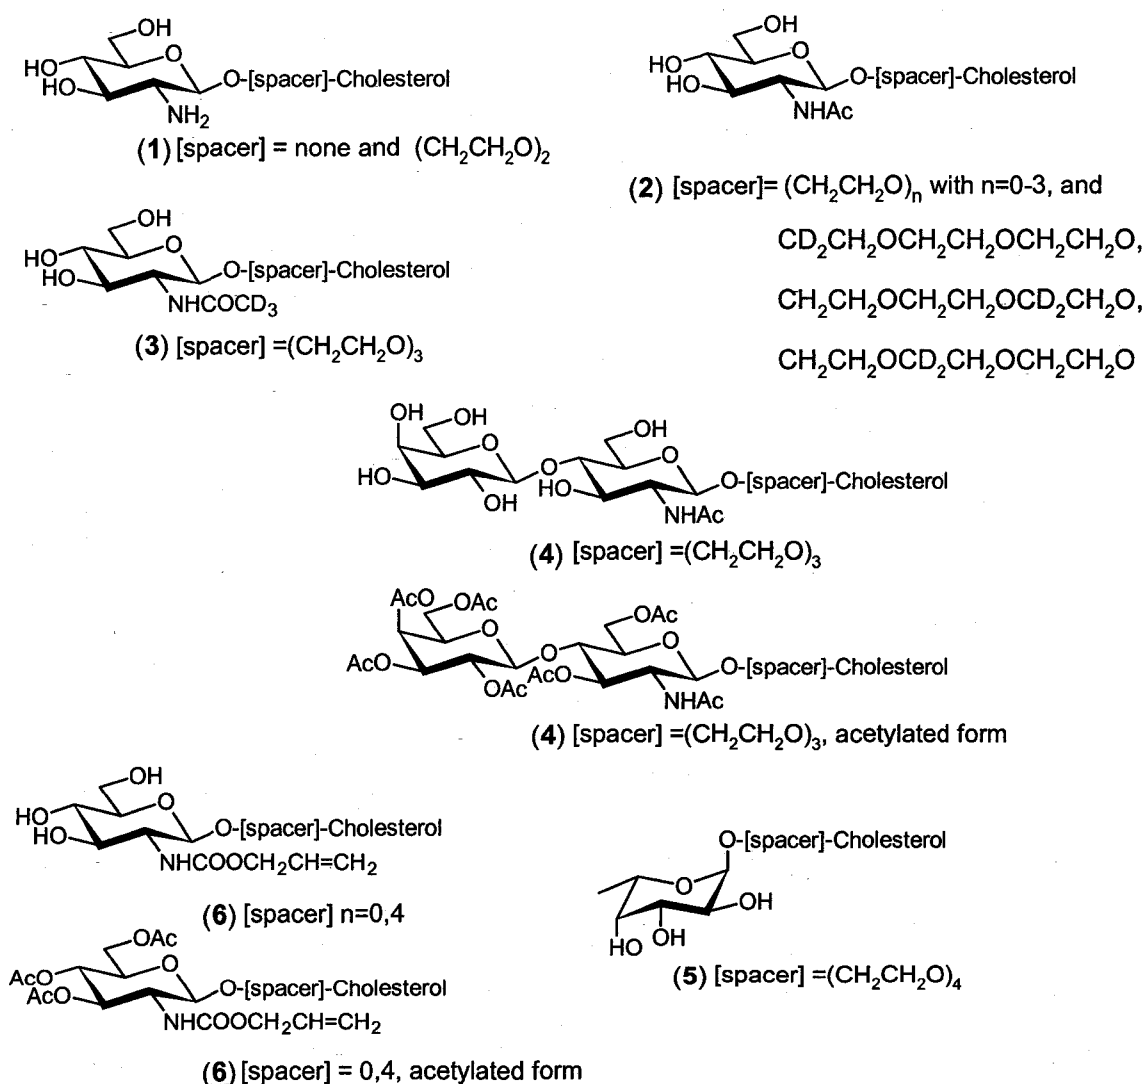 OH
O
HO
HO
O-[spacer]-Cholesterol
NH2
(1) [spacer] = none and (CH2CH2O)2
OH
O
HO
HO
O-[spacer]-Cholesterol
NHAc
(2) [spacer]= (CH2CH2O)n with n=0-3, and
CD2CH2OCH2CH2OCH2CH2O,
CH2CH2OCH2CH2OCD2CH2O,
CH2CH2OCD2CH2OCH2CH2O
OH
O
HO
HO
O-[spacer]-Cholesterol
NHCOCD3
(3) [spacer] =(CH2CH2O)3
OH
OH
O
HO
OH
O
OH
O
HO
O-[spacer]-Cholesterol
NHAc
(4) [spacer] =(CH2CH2O)3
AcO
OAc
O
AcO
OAc
O
OAc
O
AcO
O-[spacer]-Cholesterol
NHAc
(4) [spacer] =(CH2CH2O)3, acetylated form
OH
O
HO
HO
O-[spacer]-Cholesterol
NHCOOCH2CH=CH2
(6) [spacer] n=0,4
O-[spacer]-Cholesterol
O
OH
OH
HO
(5) [spacer] =(CH2CH2O)4
OAc
O
AcO
AcO
O-[spacer]-Cholesterol
NHCOOCH2CH=CH2
(6) [spacer] = 0,4, acetylated form